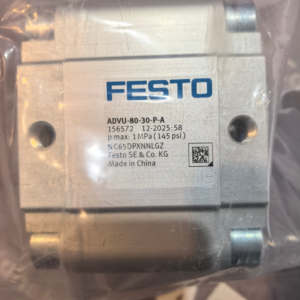 FESTO
ADVU-80-30-P-A
156572 12-2025:58
p max: 1MPa (145 psi)
C65DPXNNLGZ
Festo SE & Co. KG
Made in China